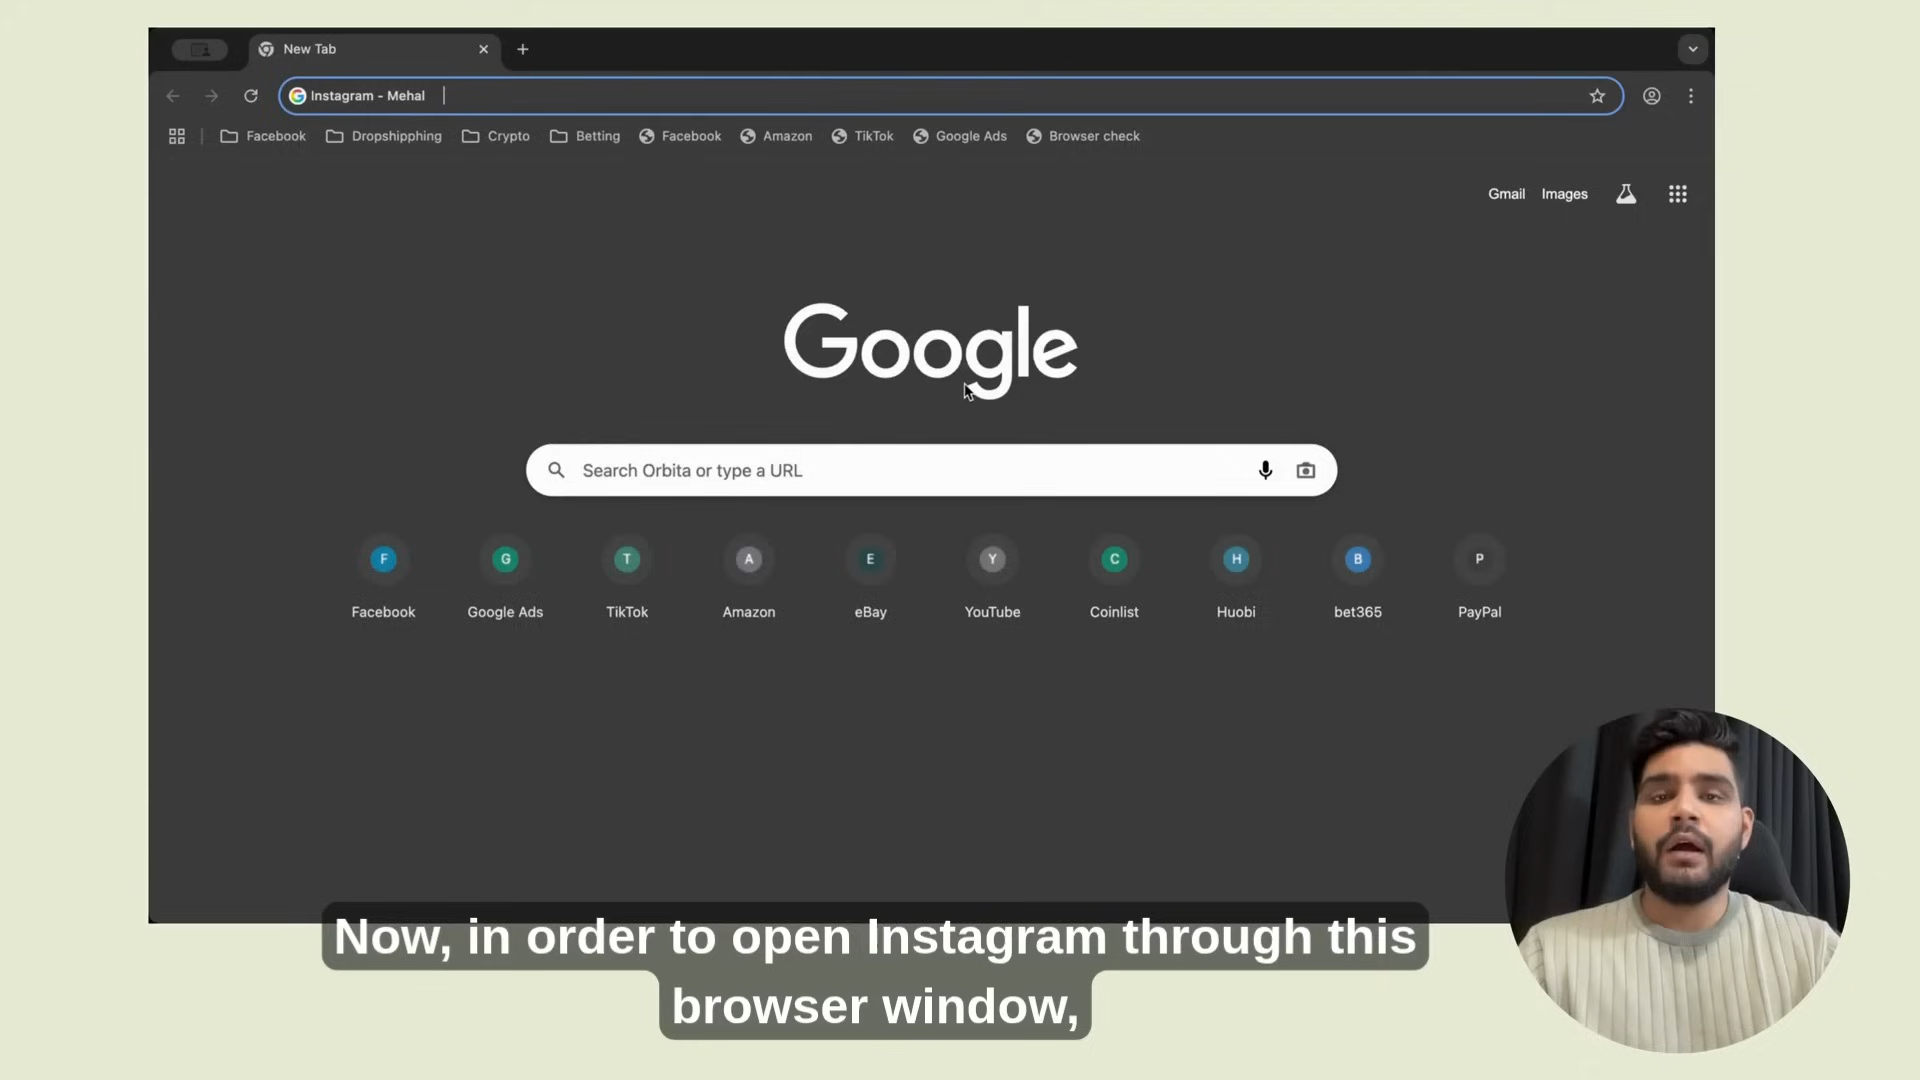 New Tab
Instagram - Mehal
Facebook Dropshipphing Crypto Betting Facebook Amazon TikTok Google Ads Browser check
Gmail Images
Google
Search Orbita or type a URL
F G T A E Y C H B P
Facebook Google Ads TikTok Amazon eBay YouTube Coinlist Huobi bet365 PayPal
Now, in order to open Instagram through this
browser window,